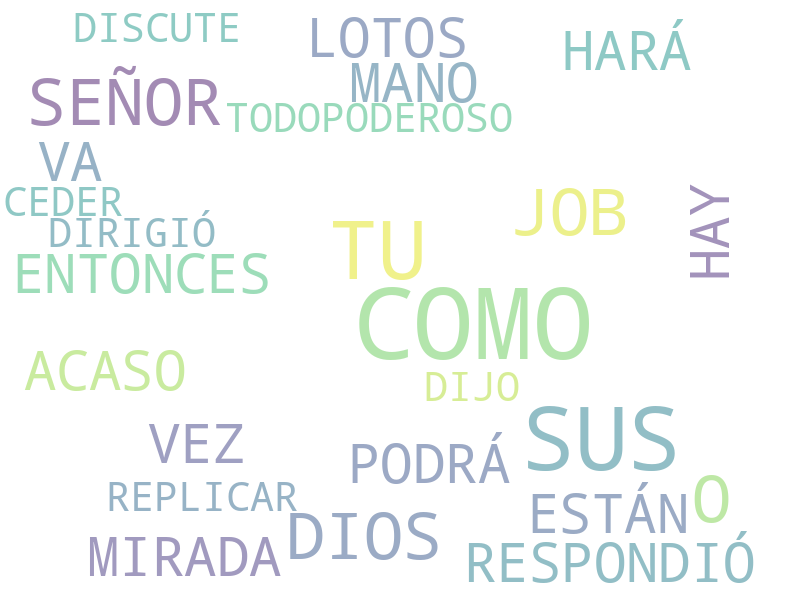 DISCUTE
LOTOS
HARÁ
MANO
SEÑOR
TODOPODEROSO
VA
CEDER
JOB
HAY
DIRIGIÓ
TU
ENTONCES
COMO
ACASO
DIJO
SUS
VEZ
PODRÁ
REPLICAR
ESTÁN
O
DIOS
MIRADA
RESPONDIÓ